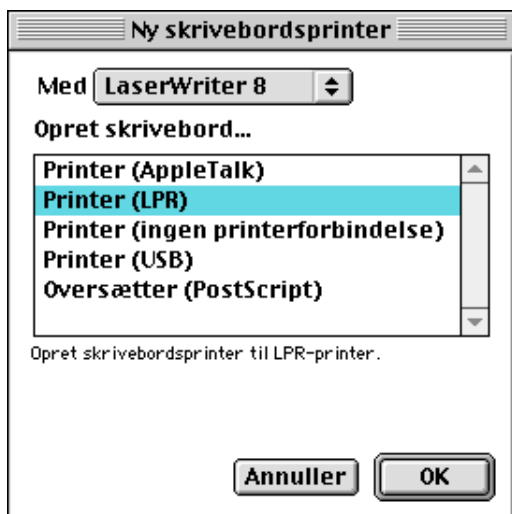 Ny skrivebordsprinter
Med LaserWriter 8
Opret skrivebord...
Printer (AppleTalk)
Printer (LPR)
Printer (ingen printerforbindelse)
Printer (USB)
Oversætter (PostScript)
Opret skrivebordsprinter til LPR-printer.
Annuller OK